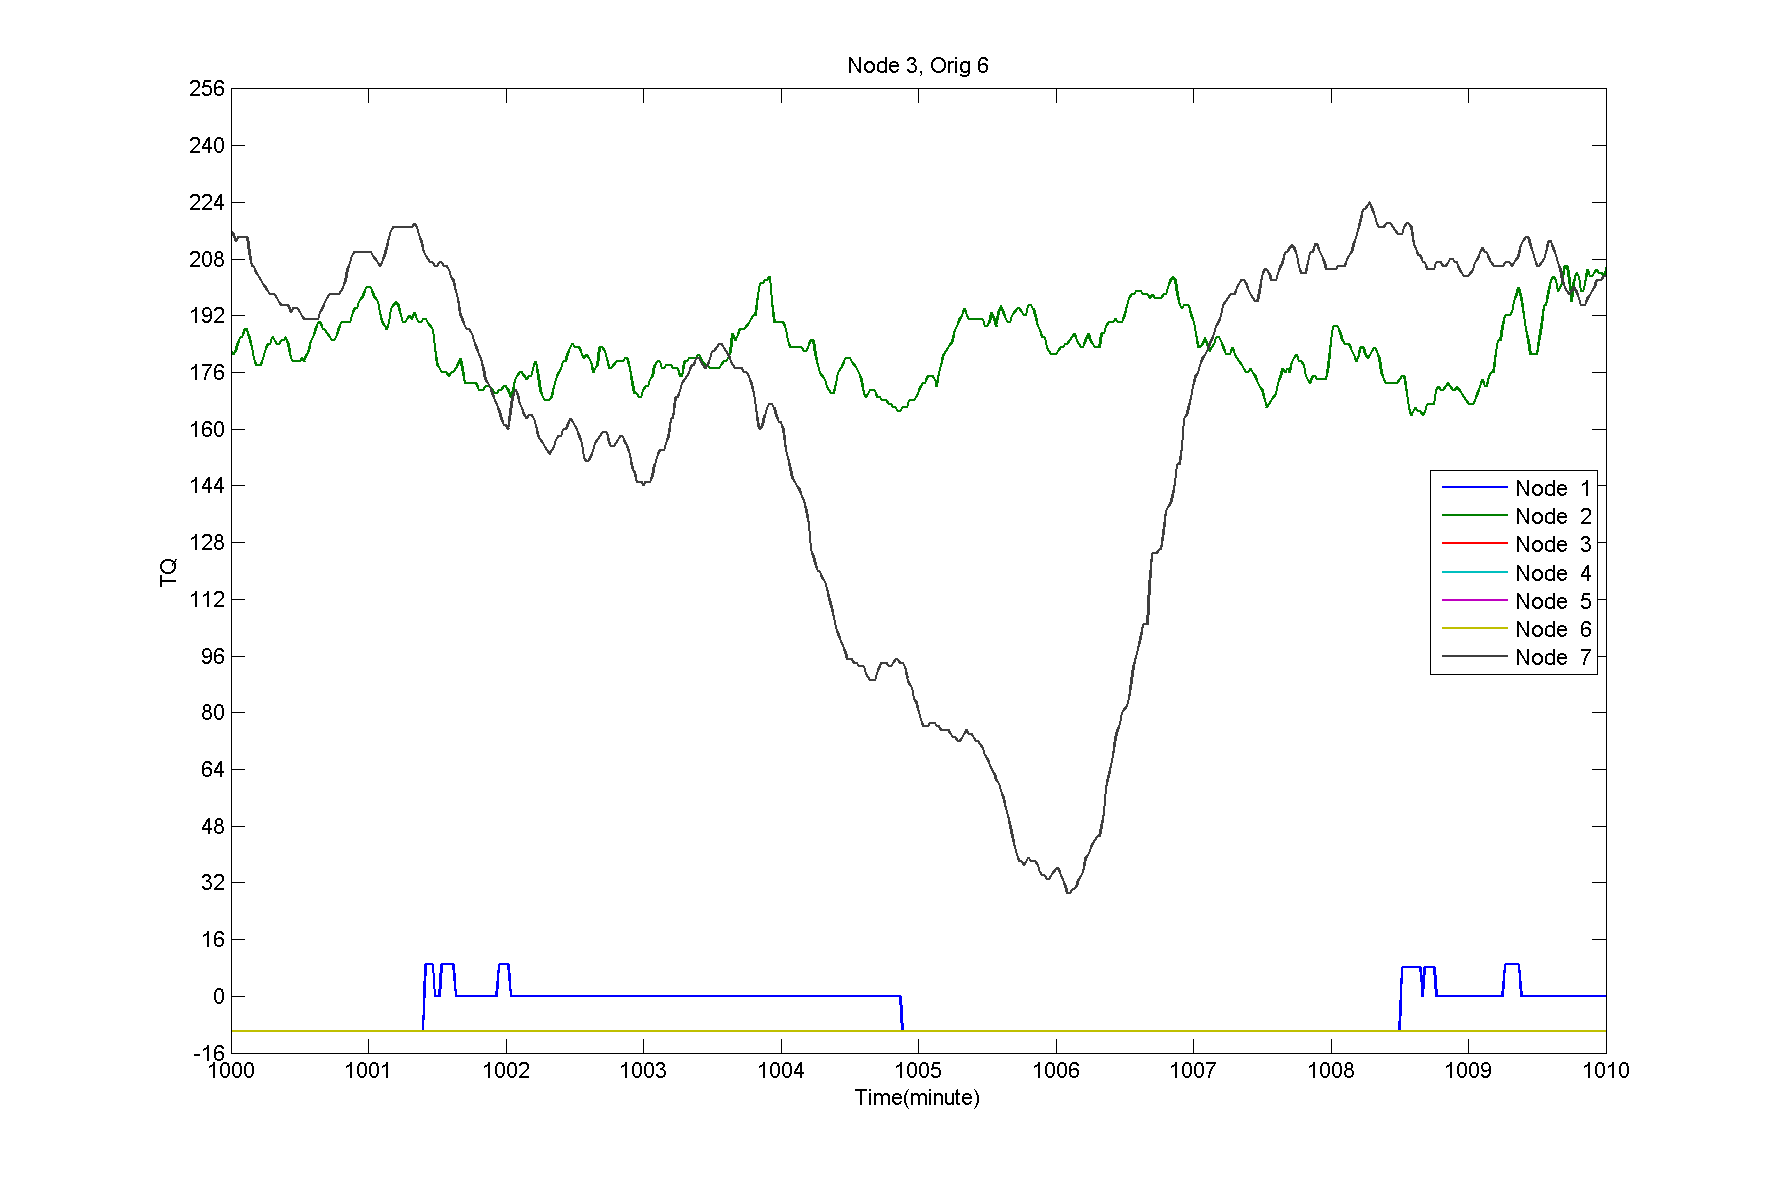 Node 3, Orig 6
256
240
224
208
192
176
160
144
128
112
96
80
64
48
32
16
0
-16
TQ
Node 1
Node 2
Node 3
Node 4
Node 5
Node 6
Node 7
1000 1001 1002 1003 1004 1005 1006 1007 1008 1009 1010
Time(minute)